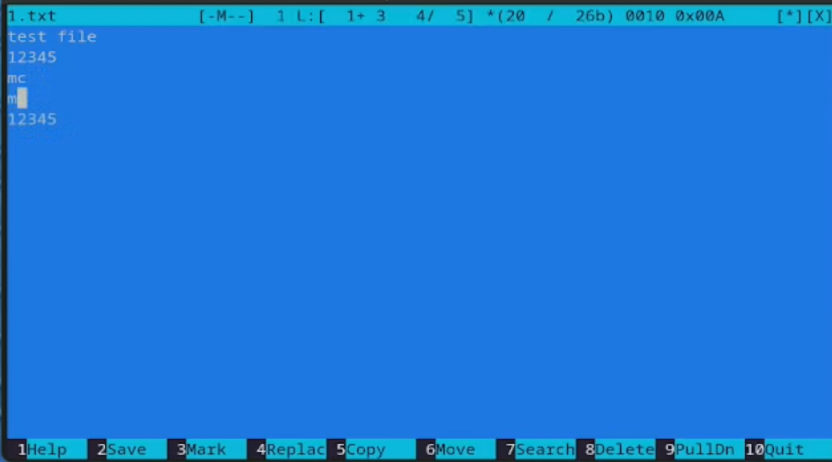 1.txt [-M--] 1 L:[ 1+ 3 4/ 5] *(20 / 26b) 0010 0x00A [*][X]
test file
12345
mc
m
12345
1Help 2Save 3Mark 4Replac 5Copy 6Move 7Search 8Delete 9PullDn 10Quit